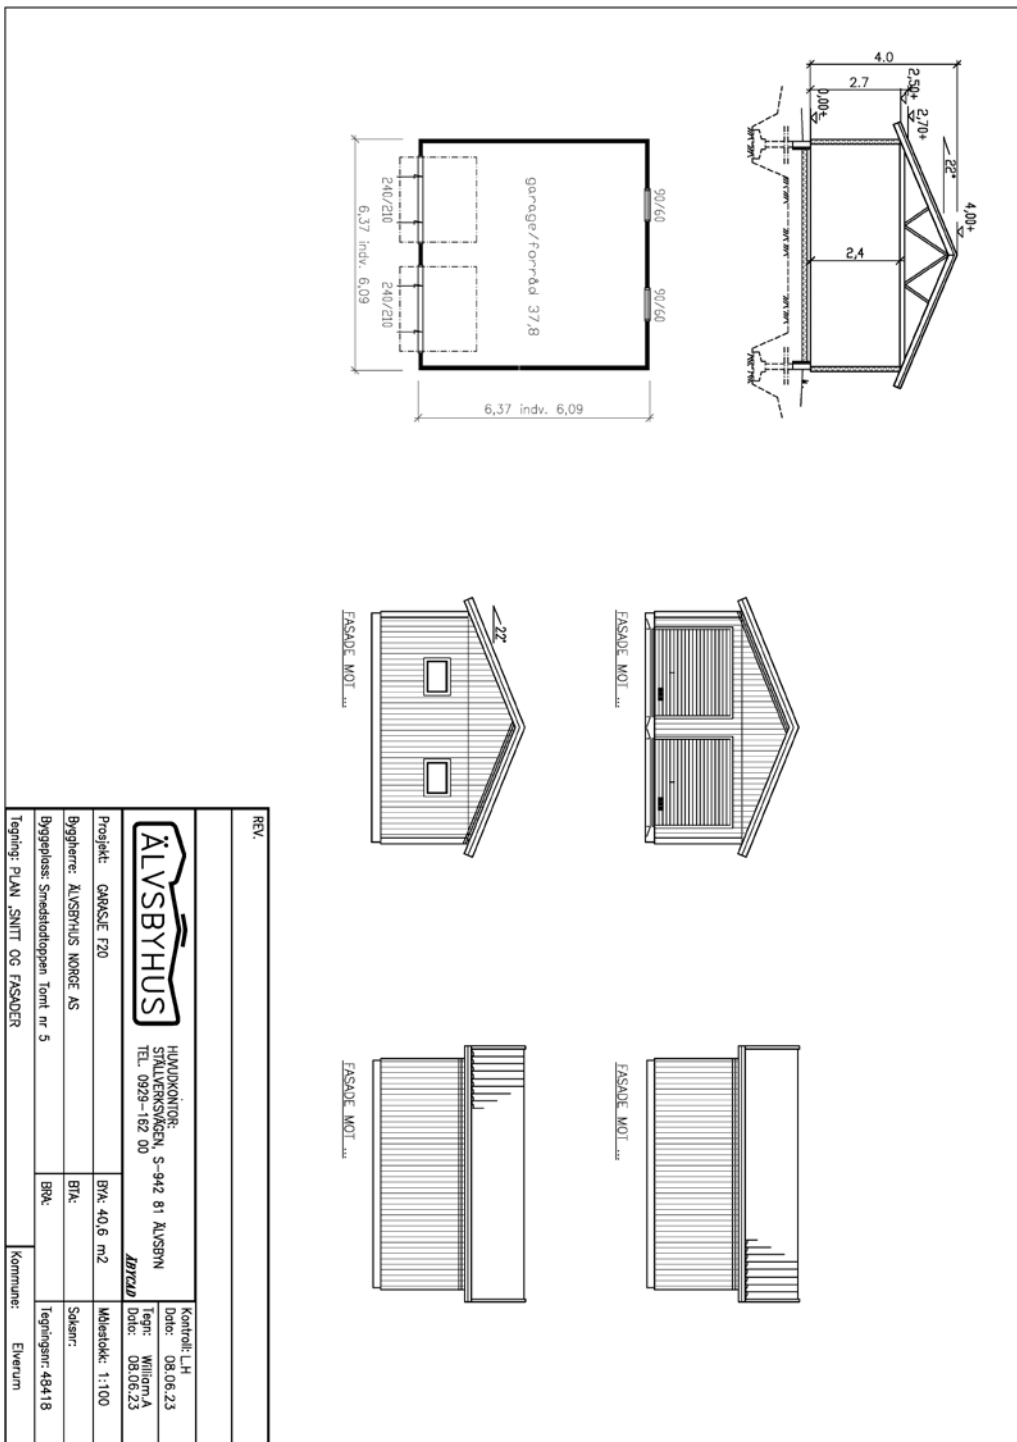 4.0
2.7
2,50+
2,70+
0,00±
22°
4,00+
2,4
90/60
90/60
garage/forråd 37,8
240/210
240/210
6,37 indv. 6,09
6,37 indv. 6,09
FASADE MOT ...
FASADE MOT ...
22°
FASADE MOT ...
FASADE MOT ...
REV.
ÄLVSBYHUS
HUVUDKONTOR:
STÄLLVERKSVÄGEN, S-942 81 ÄLVSBYN
TEL. 0929-162 00
ÄBYCAD
Kontroll: L.H
Dato: 08.06.23
Tegn: William.A
Dato: 08.06.23
Prosjekt: GARASJE F20
BYA: 40,6 m2
Målestokk: 1:100
Byggherre: ÄLVSBYHUS NORGE AS
BTA:
Saksnr:
Byggeplass: Smedstadtoppen Tomt nr 5
BRA:
Tegningsnr: 48418
Tegning: PLAN ,SNITT OG FASADER
Kommune: Elverum